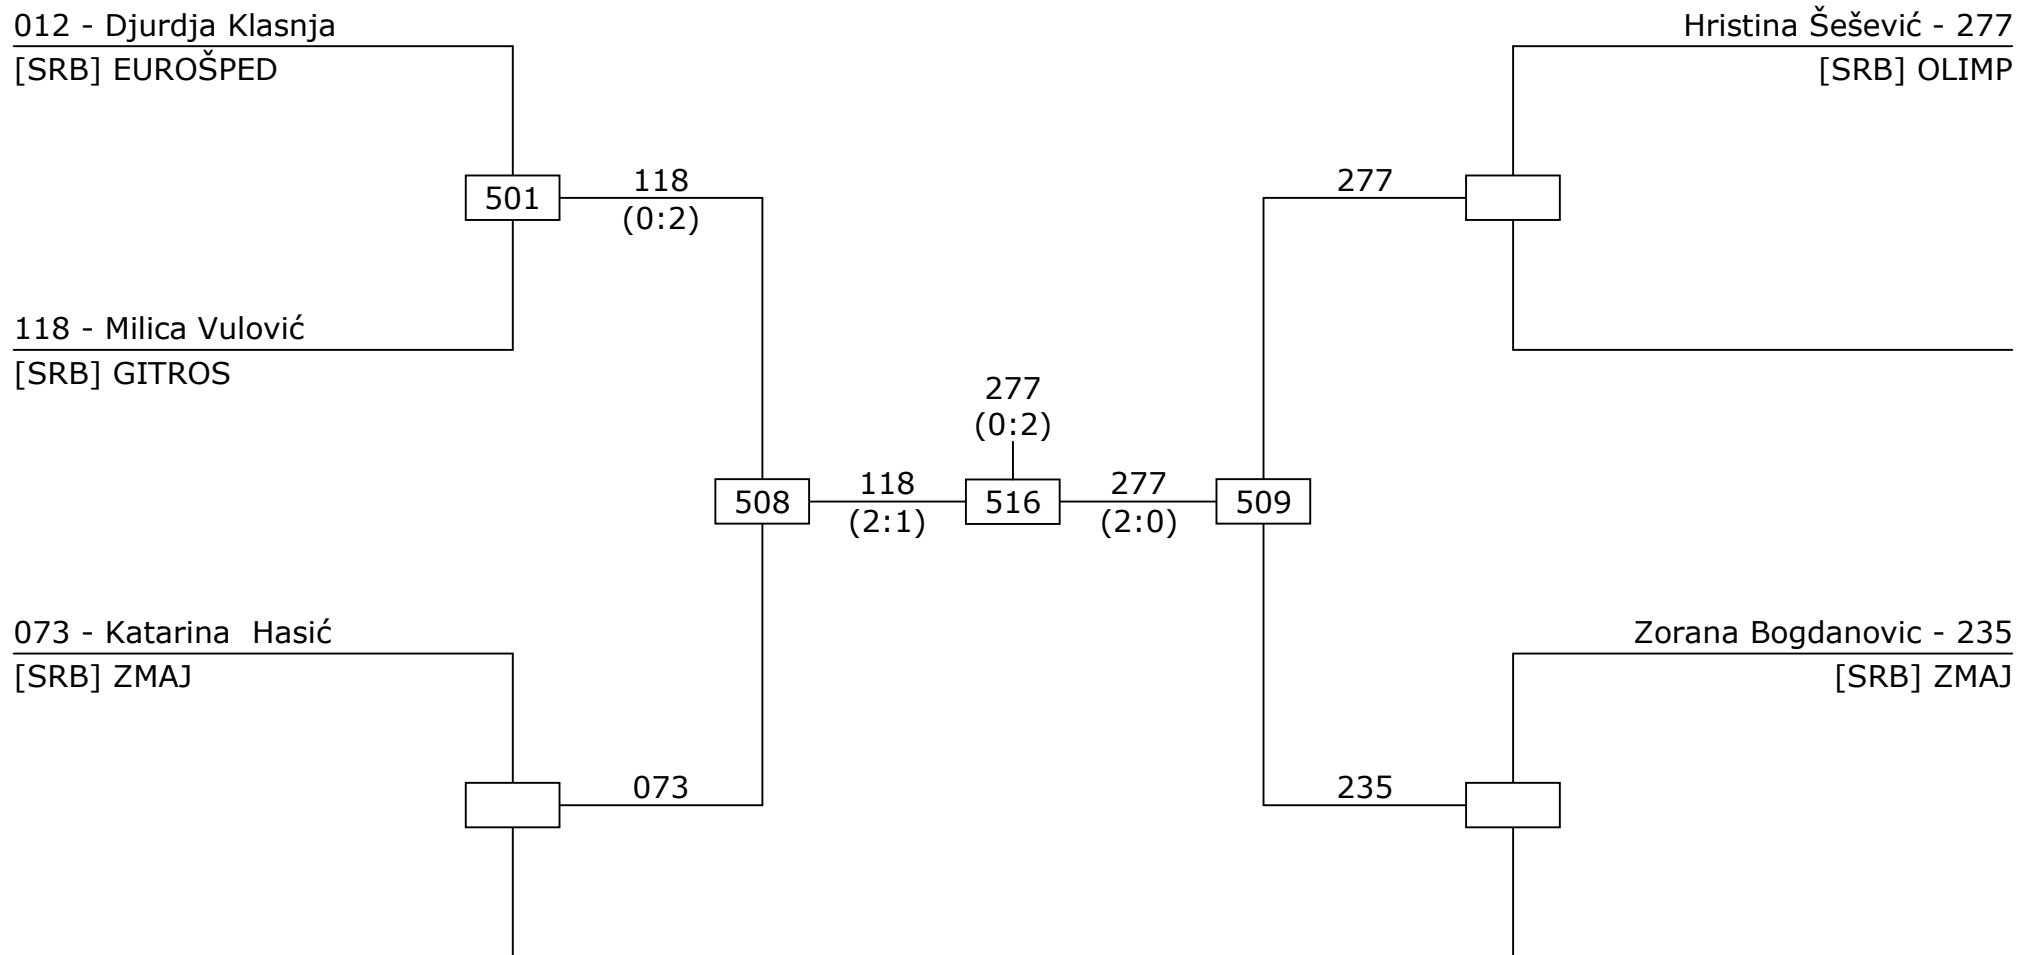 012 - Djurdja Klasnja
[SRB] EUROŠPED
Hristina Šešević - 277
[SRB] OLIMP
501
118
(0:2)
277
118 - Milica Vulović
[SRB] GITROS
277
(0:2)
508
118
(2:1)
516
277
(2:0)
509
073 - Katarina  Hasić
[SRB] ZMAJ
Zorana Bogdanovic - 235
[SRB] ZMAJ
073
235